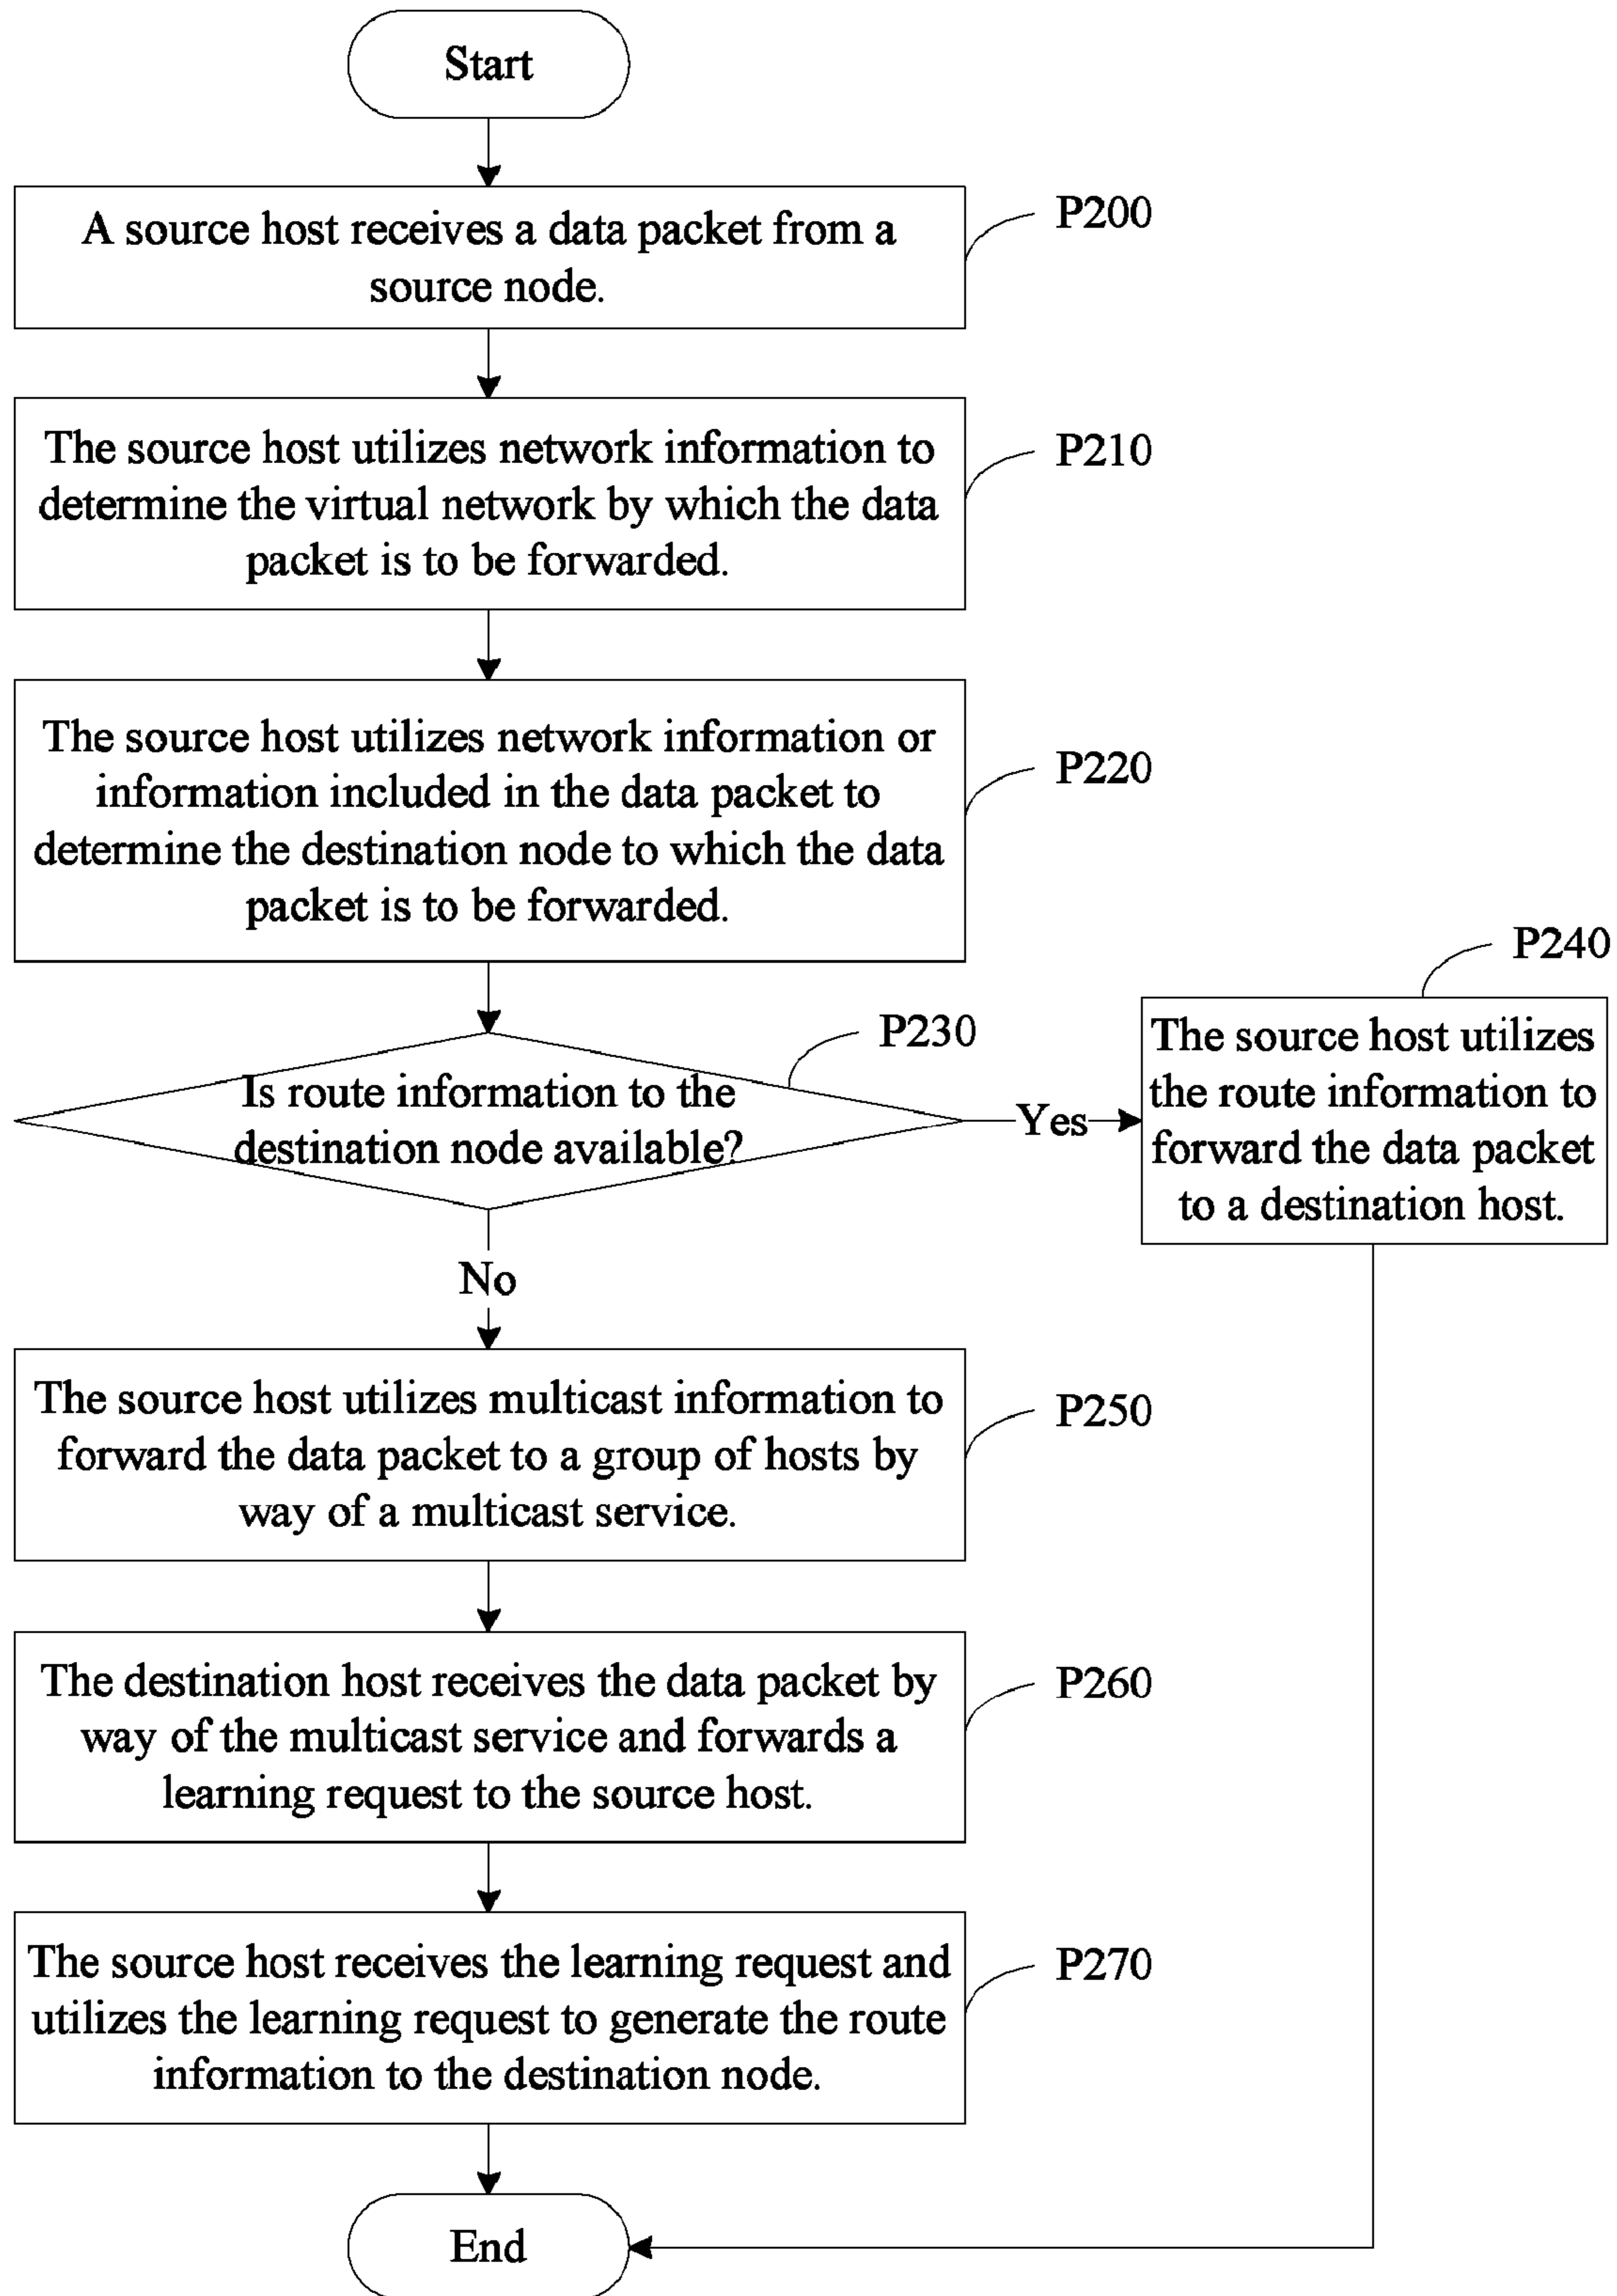 Start
A source host receives a data packet from a
source node.
P200
The source host utilizes network information to
determine the virtual network by which the data
packet is to be forwarded.
P210
The source host utilizes network information or
information included in the data packet to
determine the destination node to which the data
packet is to be forwarded.
P220
Is route information to the
destination node available?
P230
Yes
The source host utilizes
the route information to
forward the data packet
to a destination host.
P240
No
The source host utilizes multicast information to
forward the data packet to a group of hosts by
way of a multicast service.
P250
The destination host receives the data packet by
way of the multicast service and forwards a
learning request to the source host.
P260
The source host receives the learning request and
utilizes the learning request to generate the route
information to the destination node.
P270
End